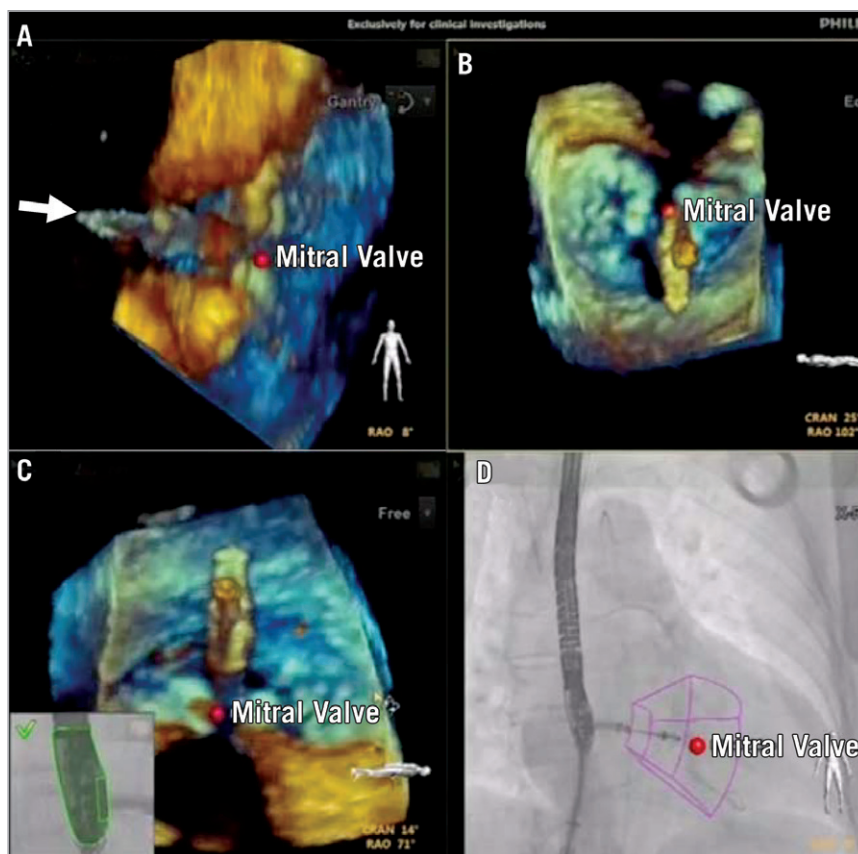 Exclusively for clinical investigations
PHILI
A
Gantry
Mitral Valve
RAO 8°
B
Mitral Valve
CRAN 25°
RAO 102°
C
Free
Mitral Valve
CRAN 14°
RAO 71°
D
Mitral Valve